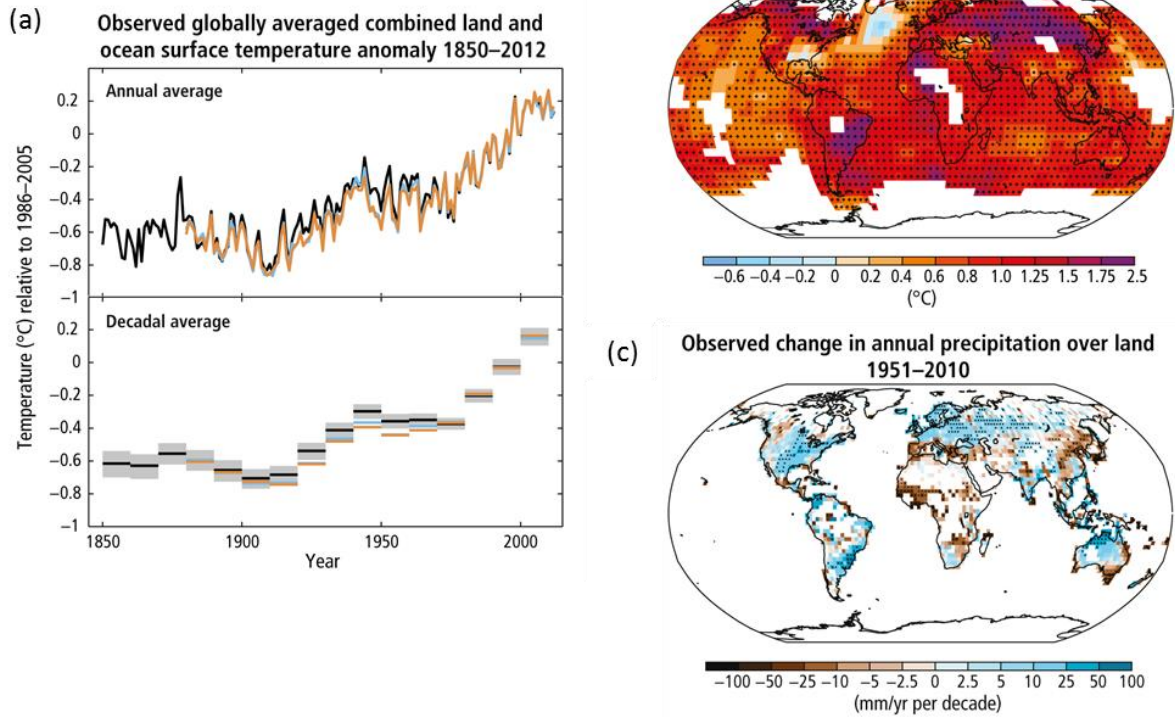 (a)
Observed globally averaged combined land and
ocean surface temperature anomaly 1850–2012
Annual average
0.2
0
−0.2
−0.4
−0.6
−0.8
−1
Decadal average
0.2
0
−0.2
−0.4
−0.6
−0.8
−1
Temperature (°C) relative to 1986–2005
1850 1900 1950 2000
Year
−0.6 −0.4 −0.2 0 0.2 0.4 0.6 0.8 1.0 1.25 1.5 1.75 2.5
(°C)
(c)
Observed change in annual precipitation over land
1951–2010
−100 −50 −25 −10 −5 −2.5 0 2.5 5 10 25 50 100
(mm/yr per decade)